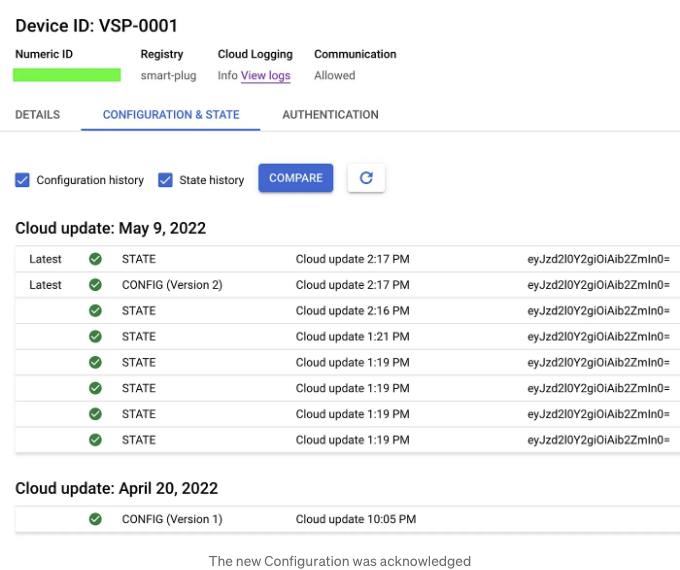 Device ID: VSP-0001
Numeric ID Registry Cloud Logging Communication
smart-plug Info View logs Allowed
DETAILS CONFIGURATION & STATE AUTHENTICATION
Configuration history State history COMPARE
Cloud update: May 9, 2022
Latest STATE Cloud update 2:17 PM eyJzd2l0Y2giOiAib2ZmIn0=
Latest CONFIG (Version 2) Cloud update 2:17 PM eyJzd2l0Y2giOiAib2ZmIn0=
STATE Cloud update 2:16 PM eyJzd2l0Y2giOiAib2ZmIn0=
STATE Cloud update 1:21 PM eyJzd2l0Y2giOiAib2ZmIn0=
STATE Cloud update 1:19 PM eyJzd2l0Y2giOiAib2ZmIn0=
STATE Cloud update 1:19 PM eyJzd2l0Y2giOiAib2ZmIn0=
STATE Cloud update 1:19 PM eyJzd2l0Y2giOiAib2ZmIn0=
STATE Cloud update 1:19 PM eyJzd2l0Y2giOiAib2ZmIn0=
Cloud update: April 20, 2022
CONFIG (Version 1) Cloud update 10:05 PM
The new Configuration was acknowledged